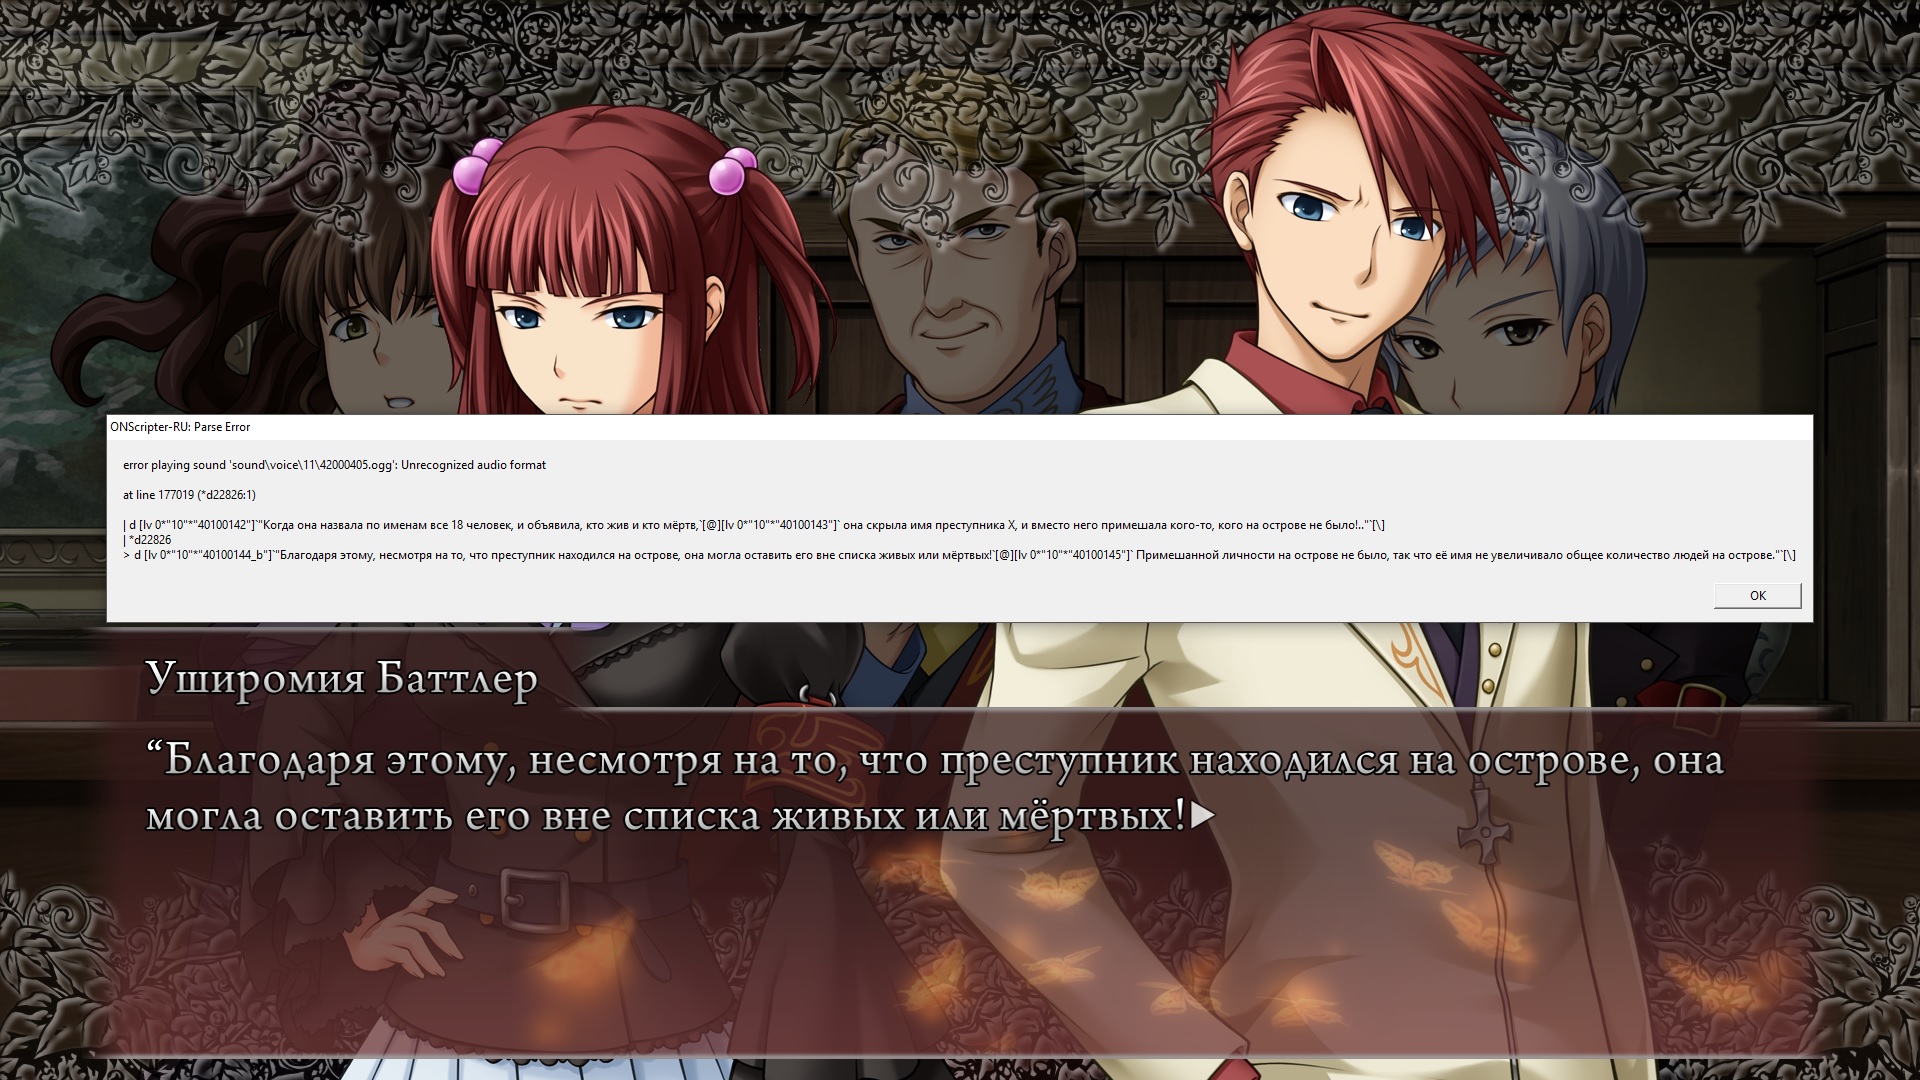 ONScripter-RU: Parse Error
error playing sound 'sound\voice\11\42000405.ogg': Unrecognized audio format
at line 177019 (*d22826:1)
| d [lv 0*"10"*"40100142"]`"Когда она назвала по именам все 18 человек, и объявила, кто жив и кто мёртв,`[@][lv 0*"10"*"40100143"]` она скрыла имя преступника X, и вместо него примешала кого-то, кого на острове не было!.."`[\]
| *d22826
> d [lv 0*"10"*"40100144_b"]`"Благодаря этому, несмотря на то, что преступник находился на острове, она могла оставить его вне списка живых или мёртвых!`[@][lv 0*"10"*"40100145"]` Примешанной личности на острове не было, так что её имя не увеличивало общее количество людей на острове."`[\]
OK
Уширомия Баттлер
“Благодаря этому, несмотря на то, что преступник находился на острове, она
могла оставить его вне списка живых или мёртвых!